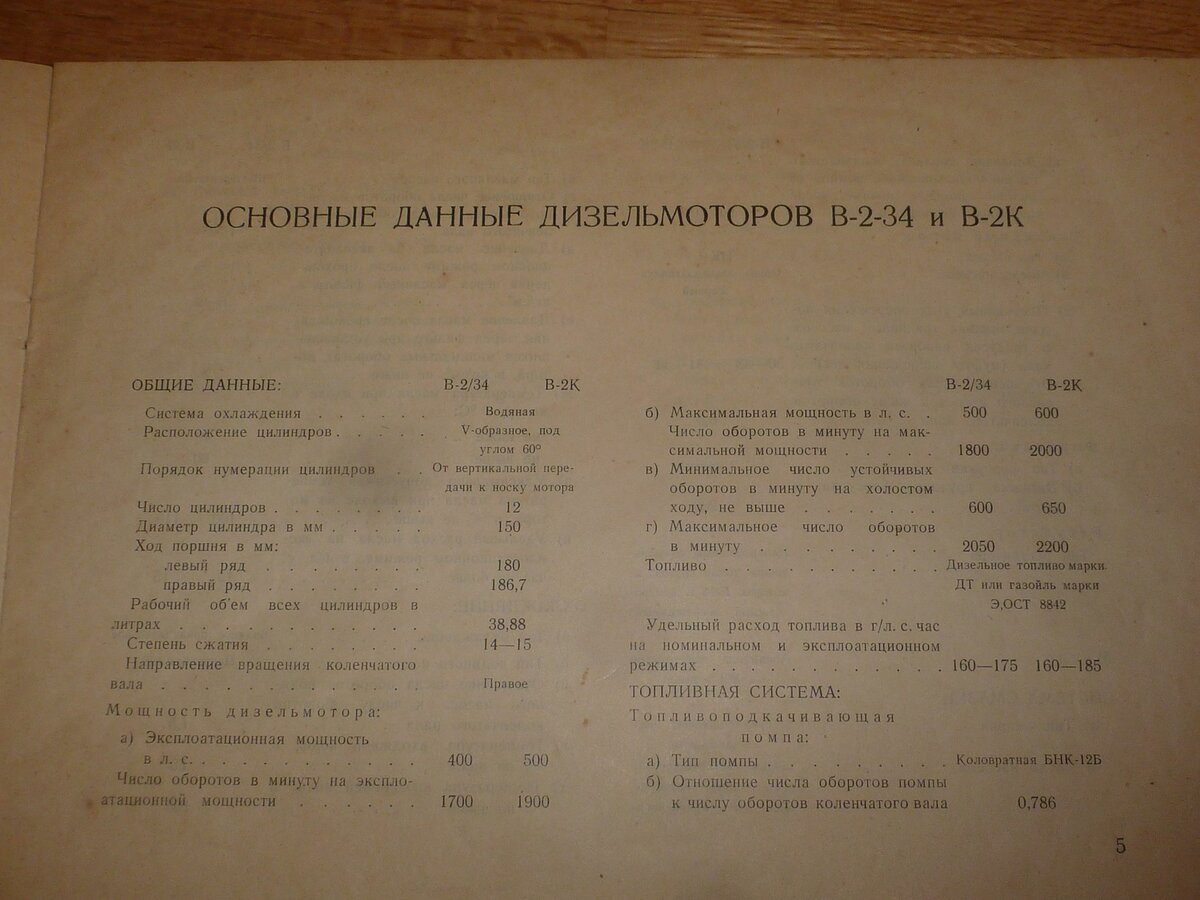 ОСНОВНЫЕ ДАННЫЕ ДИЗЕЛЬМОТОРОВ В-2-34 и В-2К
ОБЩИЕ ДАННЫЕ: В-2/34 В-2К
Система охлаждения . . . . . . Водяная
Расположение цилиндров . . . . . V-образное, под
углом 60°
Порядок нумерации цилиндров . . От вертикальной пере-
дачи к носку мотора
Число цилиндров . . . . . . . . 12
Диаметр цилиндра в мм . . . . . 150
Ход поршня в мм:
левый ряд . . . . . . . . 180
правый ряд . . . . . . . . 186,7
Рабочий об'ем всех цилиндров в
литрах . . . . . . . . . . . . 38,88
Степень сжатия . . . . . . . . 14—15
Направление вращения коленчатого
вала . . . . . . . . . . . . . Правое
Мощность дизельмотора:
а) Эксплоатационная мощность
в л. с. . . . . . . . . . . . 400 500
Число оборотов в минуту на экспло-
атационной мощности . . . . . . 1700 1900
В-2/34 В-2К
б) Максимальная мощность в л. с. . 500 600
Число оборотов в минуту на мак-
симальной мощности . . . . . 1800 2000
в) Минимальное число устойчивых
оборотов в минуту на холостом
ходу, не выше . . . . . . . 600 650
г) Максимальное число оборотов
в минуту . . . . . . . . . 2050 2200
Топливо . . . . . . . . . . . Дизельное топливо марки.
ДТ или газойль марки
Э,ОСТ 8842
Удельный расход топлива в г/л. с. час
на номинальном и эксплоатационном
режимах . . . . . . . . . . . . 160—175 160—185
ТОПЛИВНАЯ СИСТЕМА:
Топливоподкачивающая
помпа:
а) Тип помпы . . . . . . . . . Коловратная БНК-12Б
б) Отношение числа оборотов помпы
к числу оборотов коленчатого вала 0,786
5